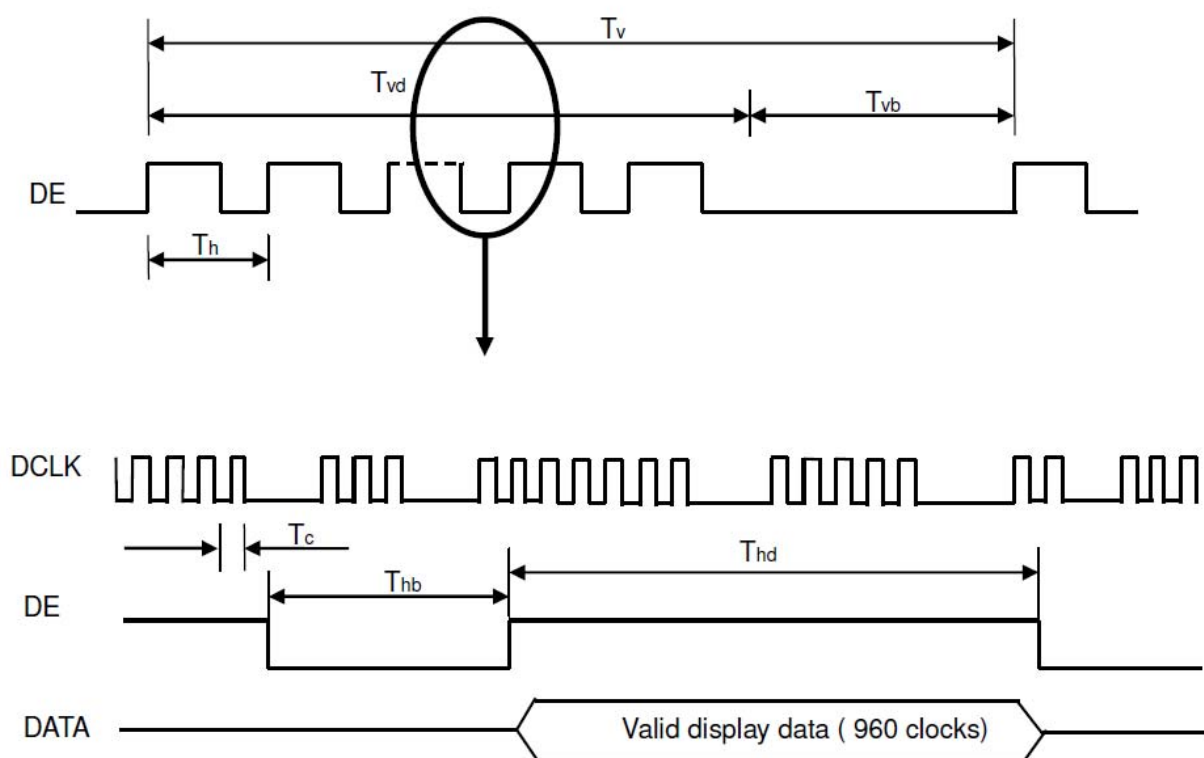 Tv
Tvd
Tvb
DE
Th
DCLK
Tc
Thd
Thb
DE
DATA
Valid display data ( 960 clocks)